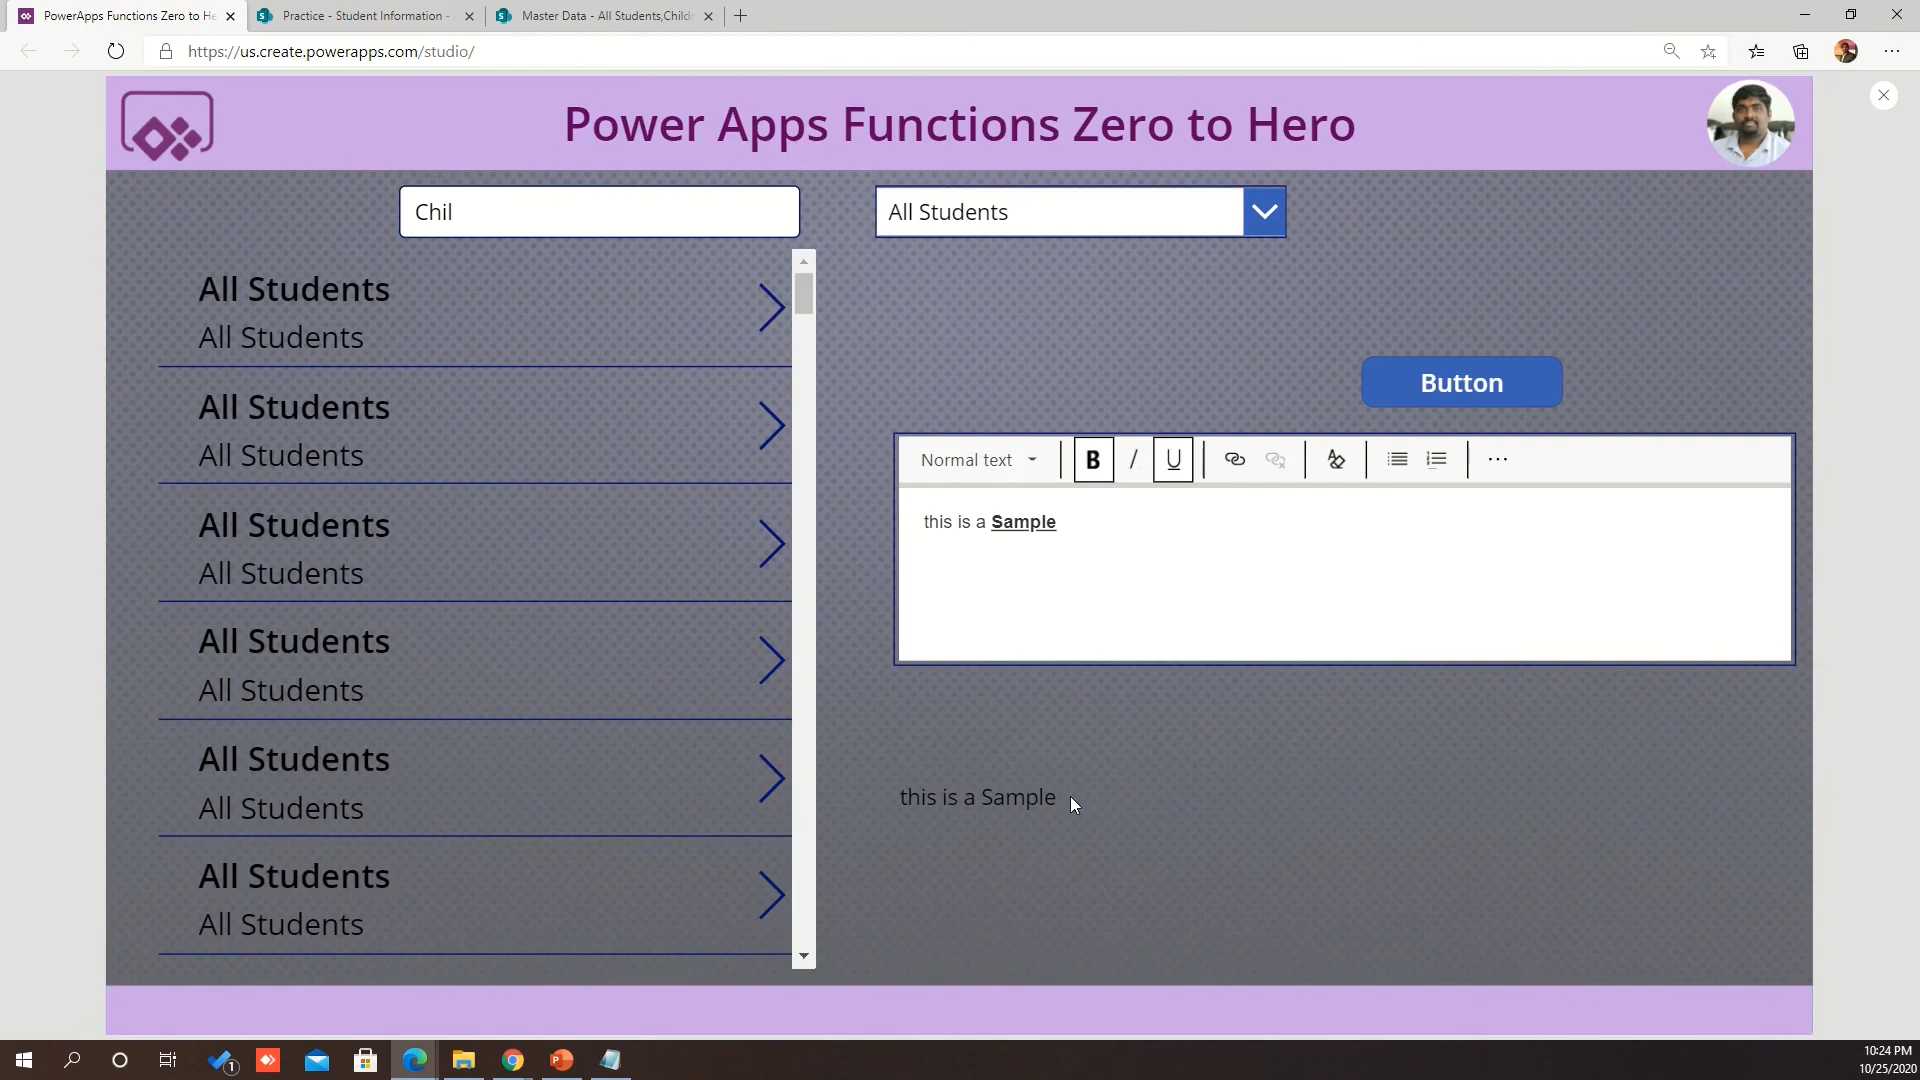 PowerApps Functions Zero to He
Practice - Student Information -
Master Data - All Students,Childr
https://us.create.powerapps.com/studio/
Power Apps Functions Zero to Hero
Chil
All Students
All Students
All Students
All Students
All Students
All Students
All Students
All Students
All Students
All Students
All Students
All Students
All Students
Button
Normal text
B
/
U
this is a Sample
this is a Sample
1
10:24 PM
10/25/2020